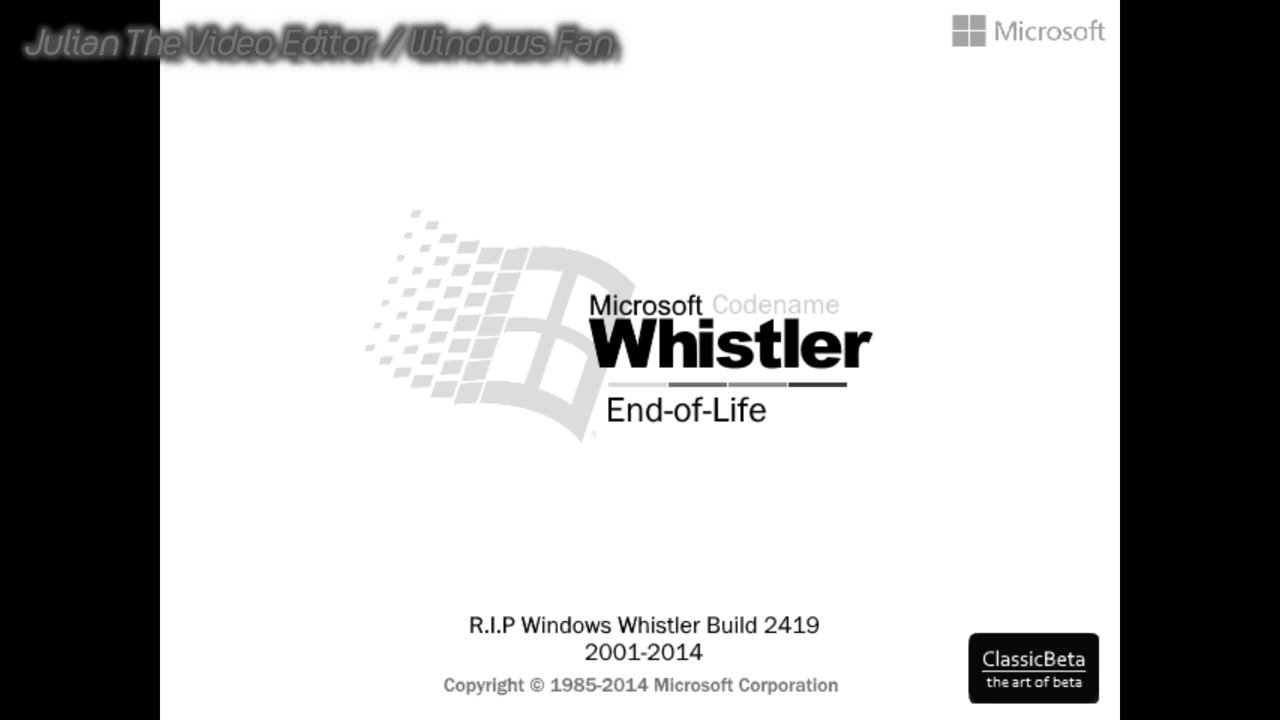 Julian The Video Editor / Windows Fan
Microsoft
Microsoft Codename
Whistler
End-of-Life
R.I.P Windows Whistler Build 2419
2001-2014
Copyright © 1985-2014 Microsoft Corporation
ClassicBeta
the art of beta